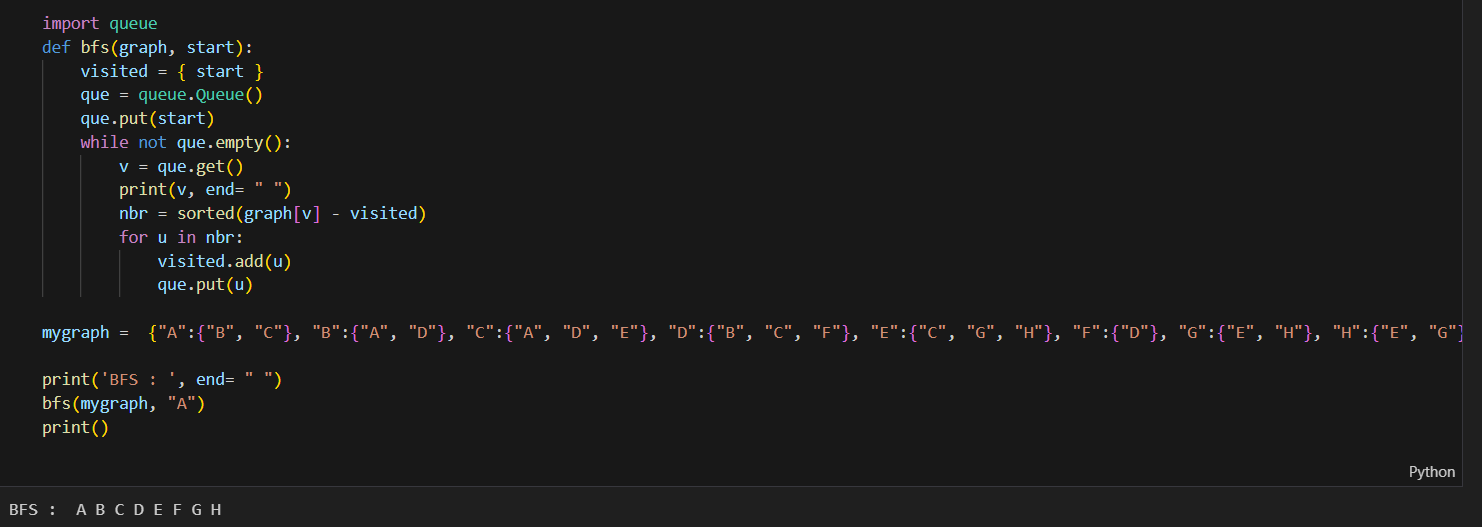 import queue
def bfs(graph, start):
    visited = { start }
    que = queue.Queue()
    que.put(start)
    while not que.empty():
        v = que.get()
        print(v, end= " ")
        nbr = sorted(graph[v] - visited)
        for u in nbr:
            visited.add(u)
            que.put(u)
mygraph =  {"A":{"B", "C"}, "B":{"A", "D"}, "C":{"A", "D", "E"}, "D":{"B", "C", "F"}, "E":{"C", "G", "H"}, "F":{"D"}, "G":{"E", "H"}, "H":{"E", "G"}
print('BFS : ', end= " ")
bfs(mygraph, "A")
print()
Python
BFS :  A B C D E F G H